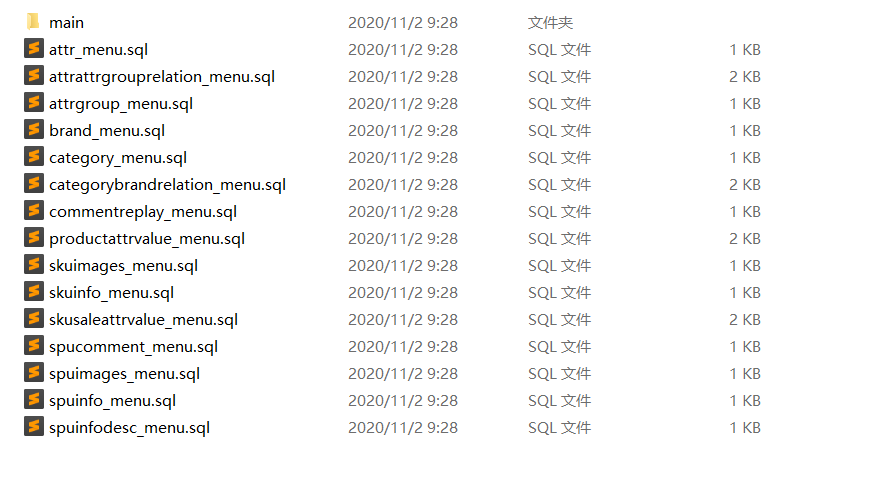 main 2020/11/2 9:28 文件夹
attr_menu.sql 2020/11/2 9:28 SQL 文件 1 KB
attrattrgrouprelation_menu.sql 2020/11/2 9:28 SQL 文件 2 KB
attrgroup_menu.sql 2020/11/2 9:28 SQL 文件 1 KB
brand_menu.sql 2020/11/2 9:28 SQL 文件 1 KB
category_menu.sql 2020/11/2 9:28 SQL 文件 1 KB
categorybrandrelation_menu.sql 2020/11/2 9:28 SQL 文件 2 KB
commentreplay_menu.sql 2020/11/2 9:28 SQL 文件 1 KB
productattrvalue_menu.sql 2020/11/2 9:28 SQL 文件 2 KB
skuimages_menu.sql 2020/11/2 9:28 SQL 文件 1 KB
skuinfo_menu.sql 2020/11/2 9:28 SQL 文件 1 KB
skusaleattrvalue_menu.sql 2020/11/2 9:28 SQL 文件 2 KB
spucomment_menu.sql 2020/11/2 9:28 SQL 文件 1 KB
spuimages_menu.sql 2020/11/2 9:28 SQL 文件 1 KB
spuinfo_menu.sql 2020/11/2 9:28 SQL 文件 1 KB
spuinfodesc_menu.sql 2020/11/2 9:28 SQL 文件 1 KB